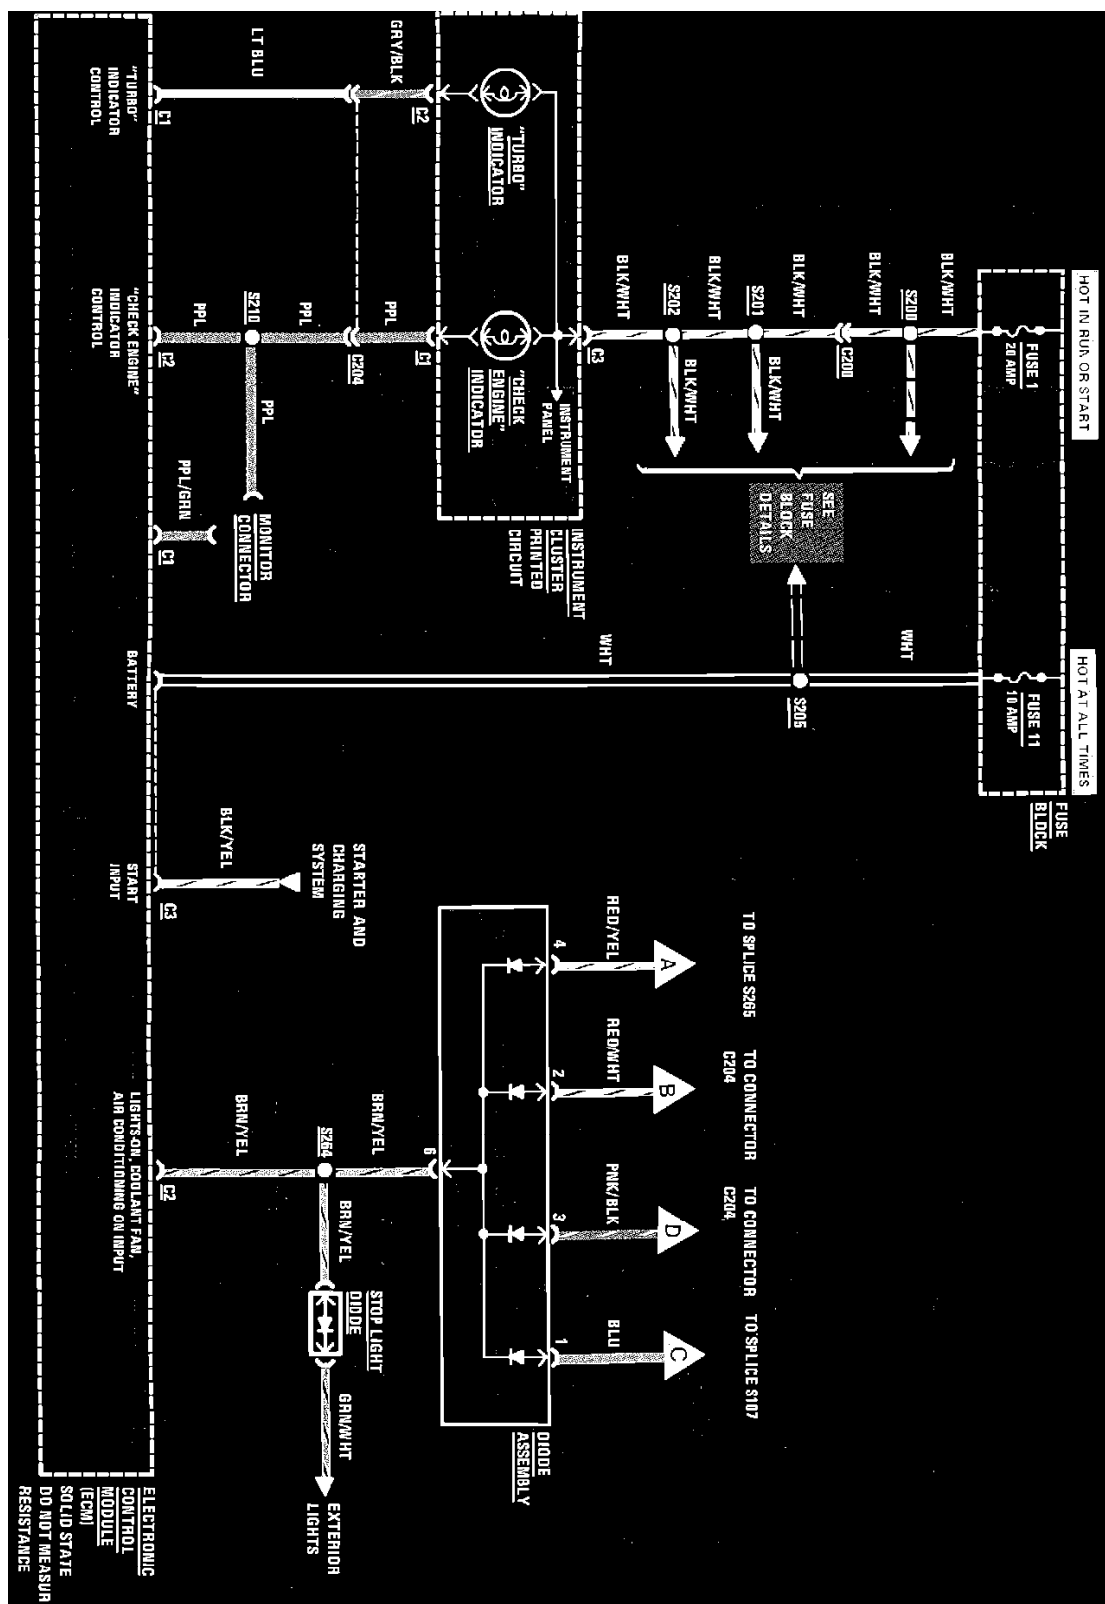 HOT IN RUN OR START
HOT AT ALL TIMES
FUSE 1
20 AMP
FUSE 11
10 AMP
FUSE
BLOCK
BLK/WHT
S200
BLK/WHT
C200
BLK/WHT
S201
BLK/WHT
BLK/WHT
S202
BLK/WHT
BLK/WHT
C3
SEE
FUSE
BLOCK
DETAILS
WHT
S205
WHT
INSTRUMENT
PANEL
"TURBO"
INDICATOR
"CHECK
ENGINE"
INDICATOR
INSTRUMENT
CLUSTER
PRINTED
CIRCUIT
C2
GRY/BLK
LT BLU
C1
C1
PPL
C204
PPL
S210
PPL
PPL
C2
MONITOR
CONNECTOR
PPL/GRN
C1
TO SPLICE S265
TO CONNECTOR
C204
TO CONNECTOR
C204
TO SPLICE S107
A
B
D
C
RED/YEL
RED/WHT
PNK/BLK
BLU
4
2
3
1
DIODE
ASSEMBLY
6
STARTER AND
CHARGING
SYSTEM
BLK/YEL
C3
BRN/YEL
S264
BRN/YEL
BRN/YEL
C2
STOP LIGHT
DIODE
GRN/WHT
EXTERIOR
LIGHTS
"TURBO"
INDICATOR
CONTROL
"CHECK ENGINE"
INDICATOR
CONTROL
BATTERY
START
INPUT
LIGHTS-ON, COOLANT FAN,
AIR CONDITIONING ON INPUT
ELECTRONIC
CONTROL
MODULE
(ECM)
SOLID STATE
DO NOT MEASUR
RESISTANCE